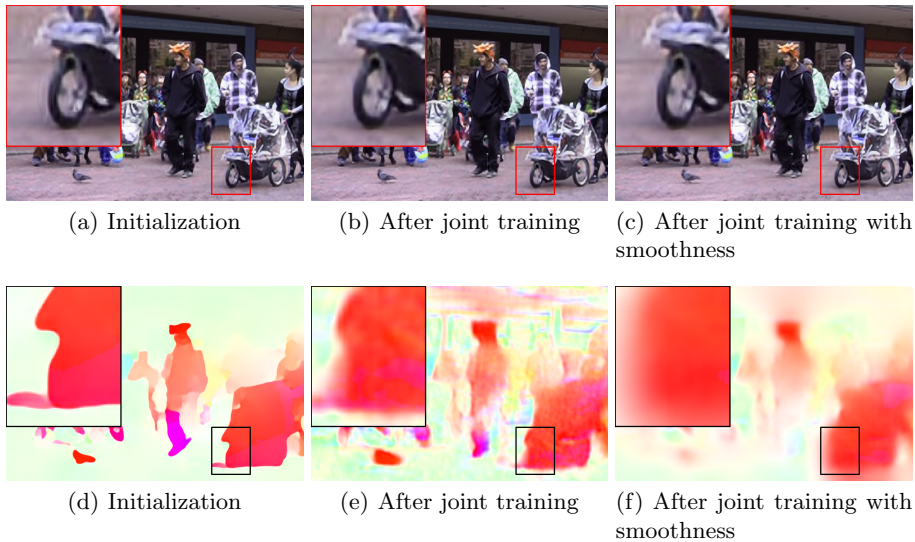 (a) Initialization
(b) After joint training
(c) After joint training with
smoothness
(d) Initialization
(e) After joint training
(f) After joint training with
smoothness